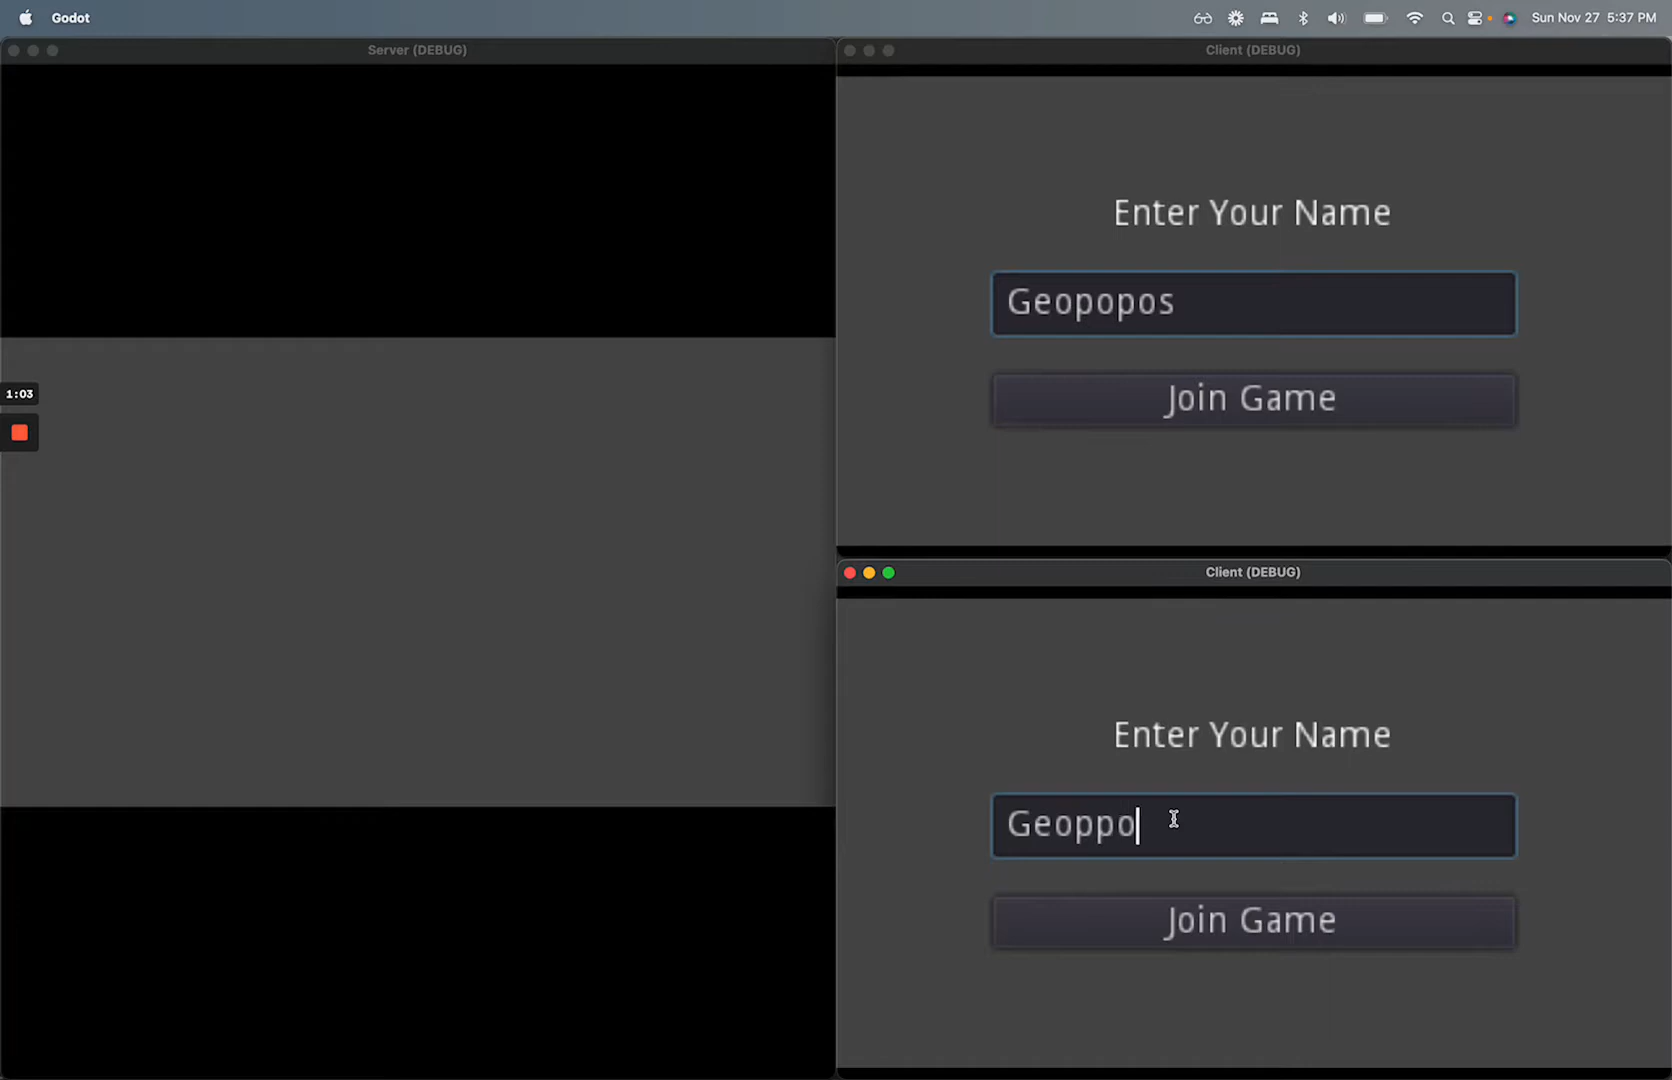 Godot
Sun Nov 27 5:37 PM
Server (DEBUG)
1:03
Client (DEBUG)
Enter Your Name
Geopopos
Join Game
Client (DEBUG)
Enter Your Name
Geoppo
Join Game